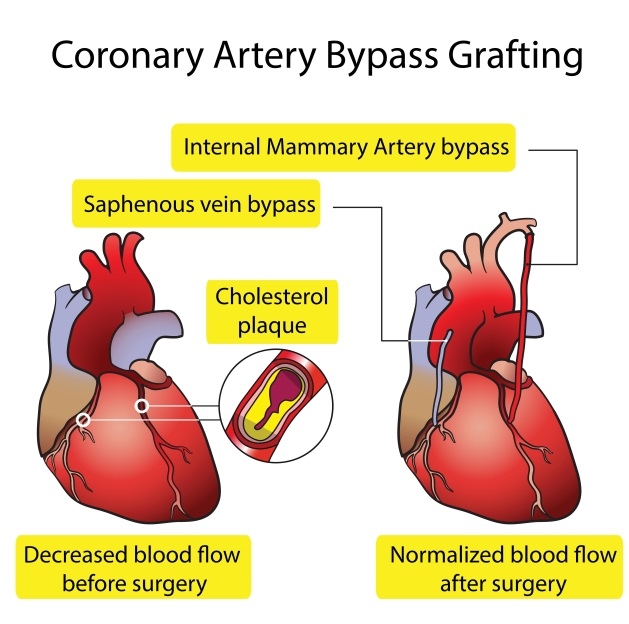 Coronary Artery Bypass Grafting
Internal Mammary Artery bypass
Saphenous vein bypass
Cholesterol
plaque
Decreased blood flow
before surgery
Normalized blood flow
after surgery